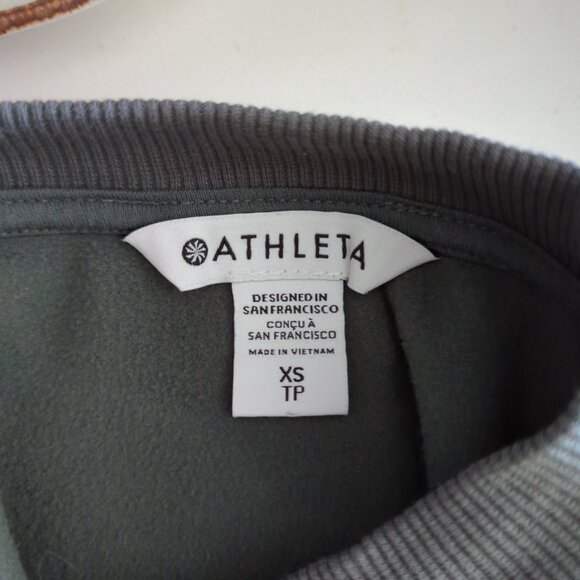 ATHLETA
DESIGNED IN
SAN FRANCISCO
CONÇU À
SAN FRANCISCO
MADE IN VIETNAM
XS
TP